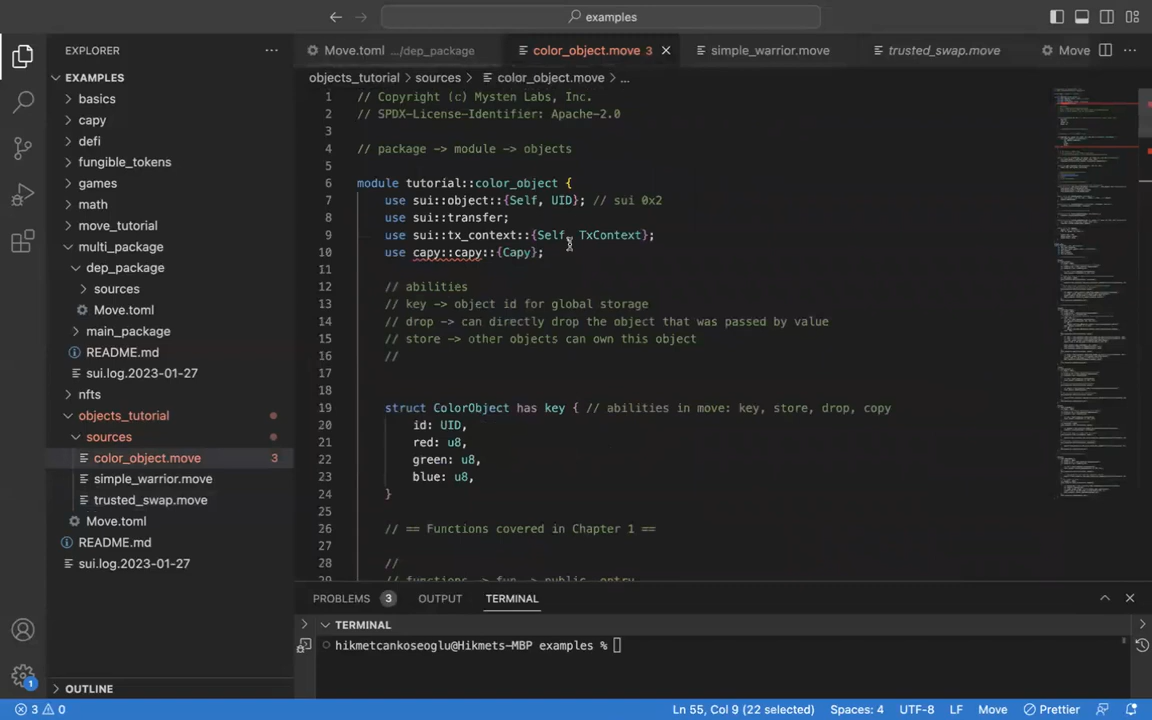 examples
EXPLORER
Move.toml .../dep_package
color_object.move 3
simple_warrior.move
trusted_swap.move
Move
EXAMPLES
basics
capy
defi
fungible_tokens
games
math
move_tutorial
multi_package
dep_package
sources
Move.toml
main_package
README.md
sui.log.2023-01-27
nfts
objects_tutorial
sources
color_object.move 3
simple_warrior.move
trusted_swap.move
Move.toml
README.md
sui.log.2023-01-27
OUTLINE
objects_tutorial > sources > color_object.move > ...
1 // Copyright (c) Mysten Labs, Inc.
2 // SPDX-License-Identifier: Apache-2.0
3
4 // package -> module -> objects
5
6 module tutorial::color_object {
7 use sui::object::{Self, UID}; // sui 0x2
8 use sui::transfer;
9 use sui::tx_context::{Self, TxContext};
10 use capy::capy::{Capy};
11
12 // abilities
13 // key -> object id for global storage
14 // drop -> can directly drop the object that was passed by value
15 // store -> other objects can own this object
16 //
17
18
19 struct ColorObject has key { // abilities in move: key, store, drop, copy
20 id: UID,
21 red: u8,
22 green: u8,
23 blue: u8,
24 }
25
26 // == Functions covered in Chapter 1 ==
27
28 //
29 // functions -> fun -> public, entry
PROBLEMS 3 OUTPUT TERMINAL
TERMINAL
hikmetcankoseoglu@Hikmets-MBP examples %
1
3 0
Ln 55, Col 9 (22 selected) Spaces: 4 UTF-8 LF Move Prettier